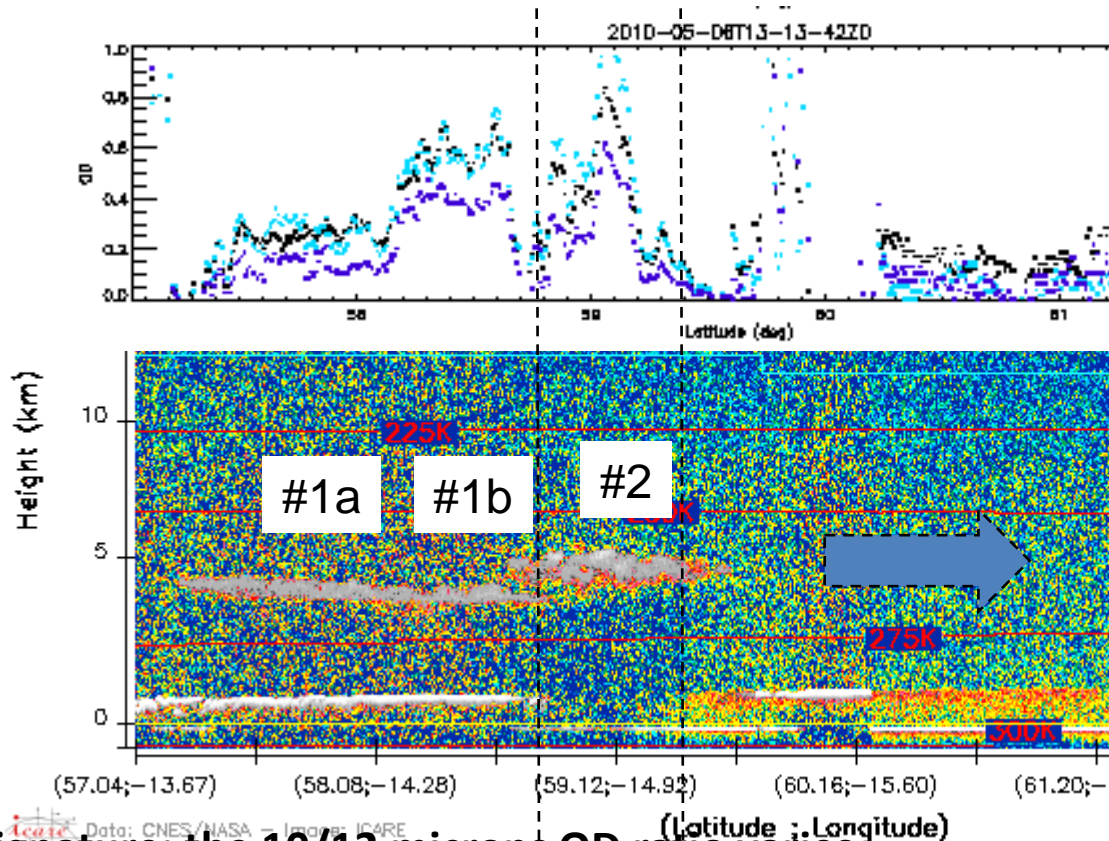 2010-05-06T13-13-42ZD
1.0
0.8
0.6
0.4
0.2
0.0
OD
58
59
60
61
Latitude (deg)
Height (km)
10
5
0
225K
#1a
#1b
#2
275K
300K
(57.04;−13.67)
(58.08;−14.28)
(59.12;−14.92)
(60.16;−15.60)
(61.20;−
(Latitude ; Longitude)
Icare Data: CNES/NASA − Image: ICARE